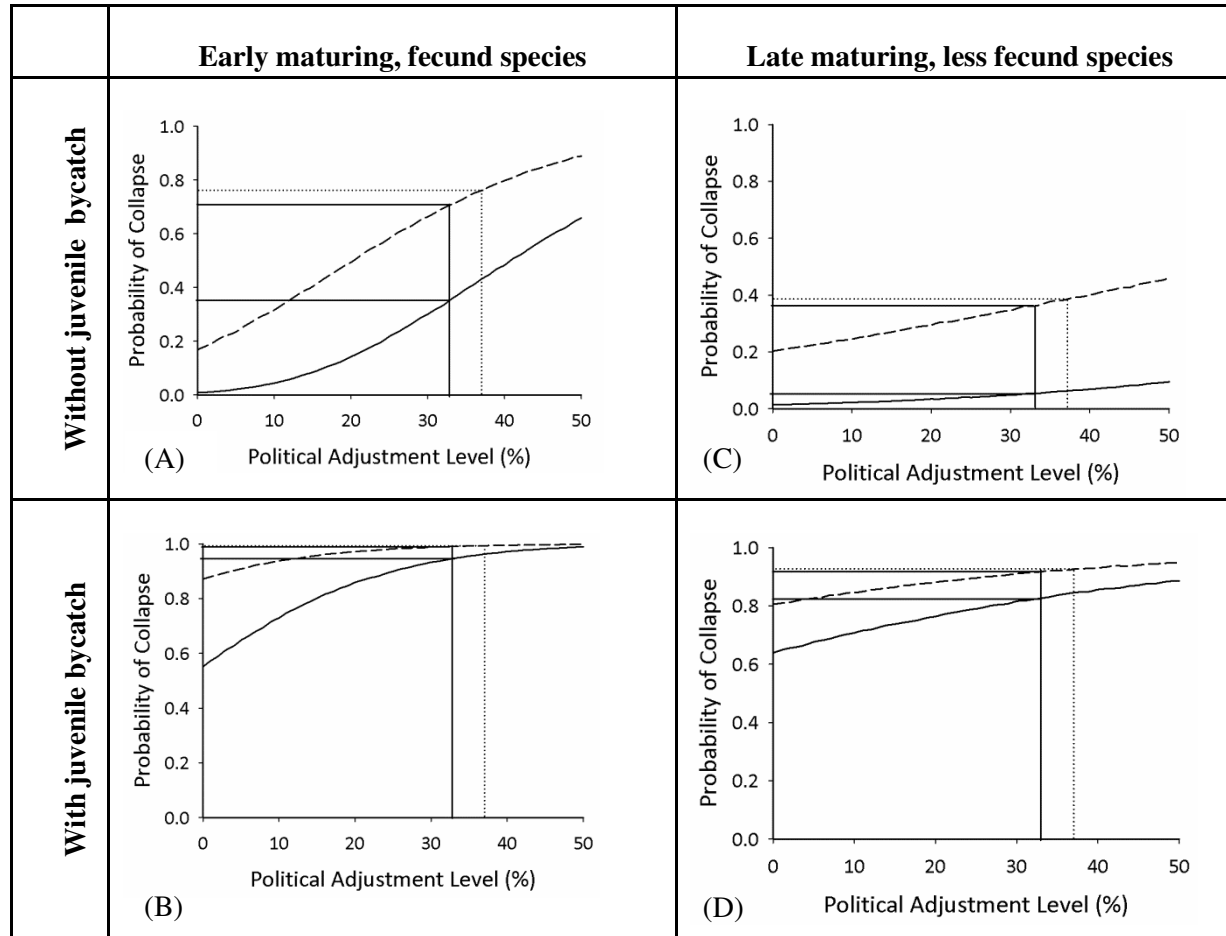 Early maturing, fecund species
Late maturing, less fecund species
Without juvenile bycatch
Probability of Collapse
1.0
0.8
0.6
0.4
0.2
0.0
0 10 20 30 40 50
Political Adjustment Level (%)
(A)
Probability of Collapse
1.0
0.8
0.6
0.4
0.2
0.0
0 10 20 30 40 50
Political Adjustment Level (%)
(C)
With juvenile bycatch
Probability of Collapse
1.0
0.8
0.6
0.4
0.2
0.0
0 10 20 30 40 50
Political Adjustment Level (%)
(B)
Probability of Collapse
1.0
0.8
0.6
0.4
0.2
0.0
0 10 20 30 40 50
Political Adjustment Level (%)
(D)